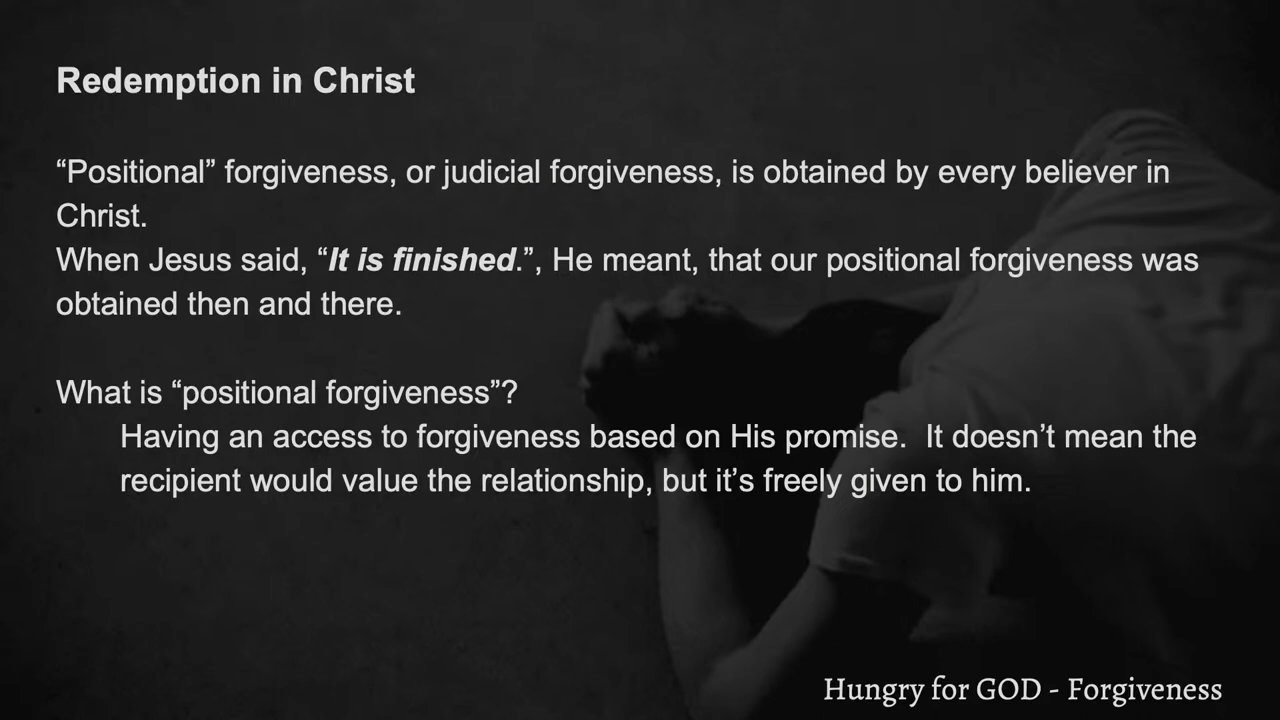 Redemption in Christ
“Positional” forgiveness, or judicial forgiveness, is obtained by every believer in
Christ.
When Jesus said, “It is finished.”, He meant, that our positional forgiveness was
obtained then and there.
What is “positional forgiveness”?
Having an access to forgiveness based on His promise.  It doesn’t mean the
recipient would value the relationship, but it’s freely given to him.
Hungry for GOD - Forgiveness